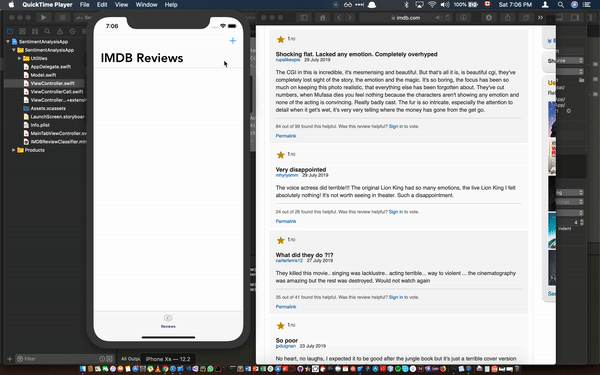 QuickTime Player File Edit View Window Help
100% Sat 7:06 PM
SentimentAnalysisApp
SentimentAnalysisApp
Utilities
AppDelegate.swift
Model.swift
ViewController.swift
ViewControllerCell.swift
ViewController...+extension
Assets.xcassets
LaunchScreen.storyboard
Info.plist
MainTabViewController.sw
IMDBReviewClassifier.mlm
Products
Filter
All Outpu
7:06
IMDB Reviews
Reviews
iPhone Xs — 12.2
imdb.com
1/10
Shocking flat. Lacked any emotion. Completely overhyped
rupalikespie 29 July 2019
The CGI in this is incredible, it's mesmerising and beautiful. But that's all it is, is beautiful cgi, they've
completely lost sight of the story, the emotion and the magic. It's so boring, the focus has been so
much on keeping this photo realistic, that everything else has been forgotten about. They've cut
numbers, when Mufasa dies you feel nothing because the characters aren't showing any emotion and
none of the acting is convincing. Really badly cast. The fur is so intricate, especially the attention to
detail when it get's wet, it's very very telling where the money has gone from the get go.
84 out of 99 found this helpful. Was this review helpful? Sign in to vote.
Permalink
1/10
Very disappointed
29 July 2019
The voice actress did terrible!!! The original Lion King had so many emotions, the live Lion King I felt
absolutely nothing! It's not worth seeing in theater. Such a disappointment.
24 out of 26 found this helpful. Was this review helpful? Sign in to vote.
Permalink
1/10
What did they do ?!?
carterferris12 27 July 2019
They killed this movie.. singing was lacklustre.. acting terrible... way to violent ... the cinematography
was amazing but the rest was destroyed. Would not watch again
35 out of 41 found this helpful. Was this review helpful? Sign in to vote.
Permalink
1/10
So poor
jpduignan 23 July 2019
No heart, no laughs, I expected it to be good after the jungle book but it's just a terrible cover version
Indent